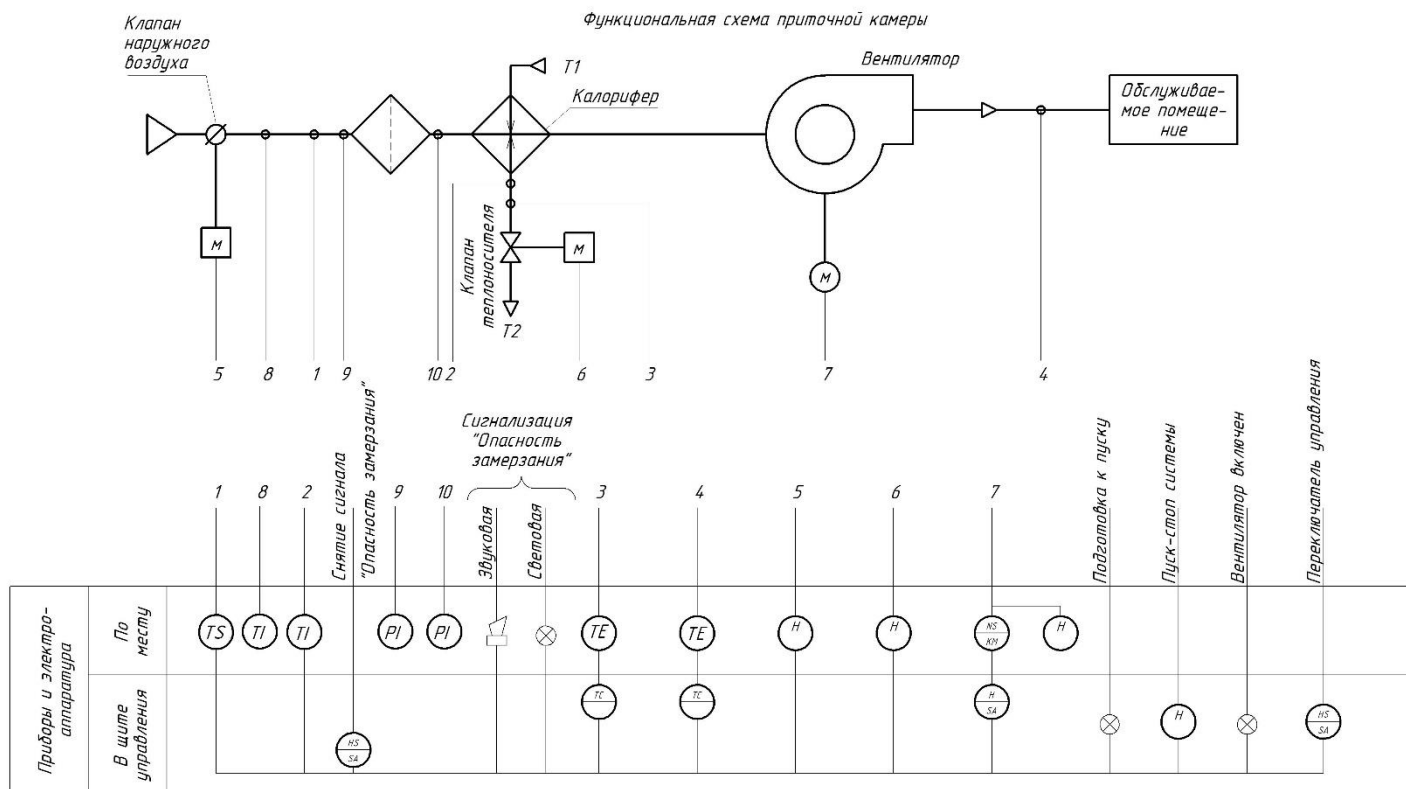 Функциональная схема приточной камеры
Клапан
наружного
воздуха
T1
Калорифер
Вентилятор
Обслуживае-
мое помеще-
ние
М
Клапан
теплоносителя
М
М
T2
5
8
1
9
10
2
6
3
7
4
Сигнализация
"Опасность
замерзания"
1
8
2
Снятие сигнала
"Опасность замерзания"
9
10
Звуковая
Световая
3
4
5
6
7
Подготовка к пуску
Пуск-стоп системы
Вентилятор включен
Переключатель управления
Приборы и электро-
аппаратура
По
месту
TS
TI
TI
PI
PI
TE
TE
H
H
NS
KM
H
В щите
управления
HS
SA
TC
TC
H
SA
H
HS
SA